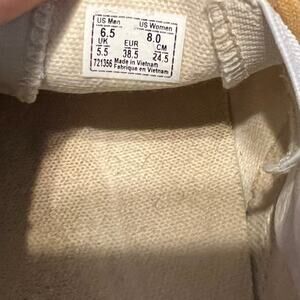 US Men US Women
6.5 8.0
UK EUR CM
5.5 38.5 24.5
721356 Made in Vietnam
Fabrique en Vietnam